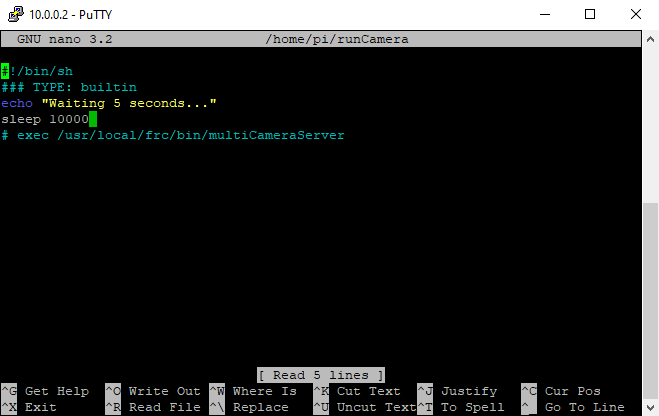 10.0.0.2 - PuTTY
GNU nano 3.2 /home/pi/runCamera
#!/bin/sh
### TYPE: builtin
echo "Waiting 5 seconds..."
sleep 10000
# exec /usr/local/frc/bin/multiCameraServer
[ Read 5 lines ]
^G Get Help ^O Write Out ^W Where Is ^K Cut Text ^J Justify ^C Cur Pos
^X Exit ^R Read File ^\ Replace ^U Uncut Text ^T To Spell ^_ Go To Line